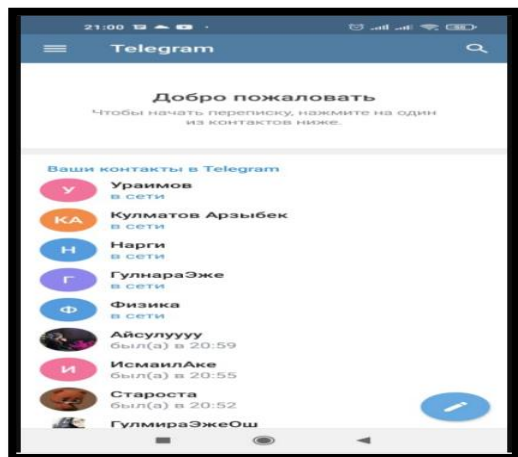 21:00
Telegram
Добро пожаловать
Чтобы начать переписку, нажмите на один
из контактов ниже.
Ваши контакты в Telegram
У
Ураимов
в сети
КА
Кулматов Арзыбек
в сети
Н
Нарги
в сети
Г
ГулнараЭже
в сети
Ф
Физика
в сети
Айсулуууу
был(а) в 20:59
И
ИсмаилАке
был(а) в 20:55
Староста
был(а) в 20:52
ГулмираЭжеОш